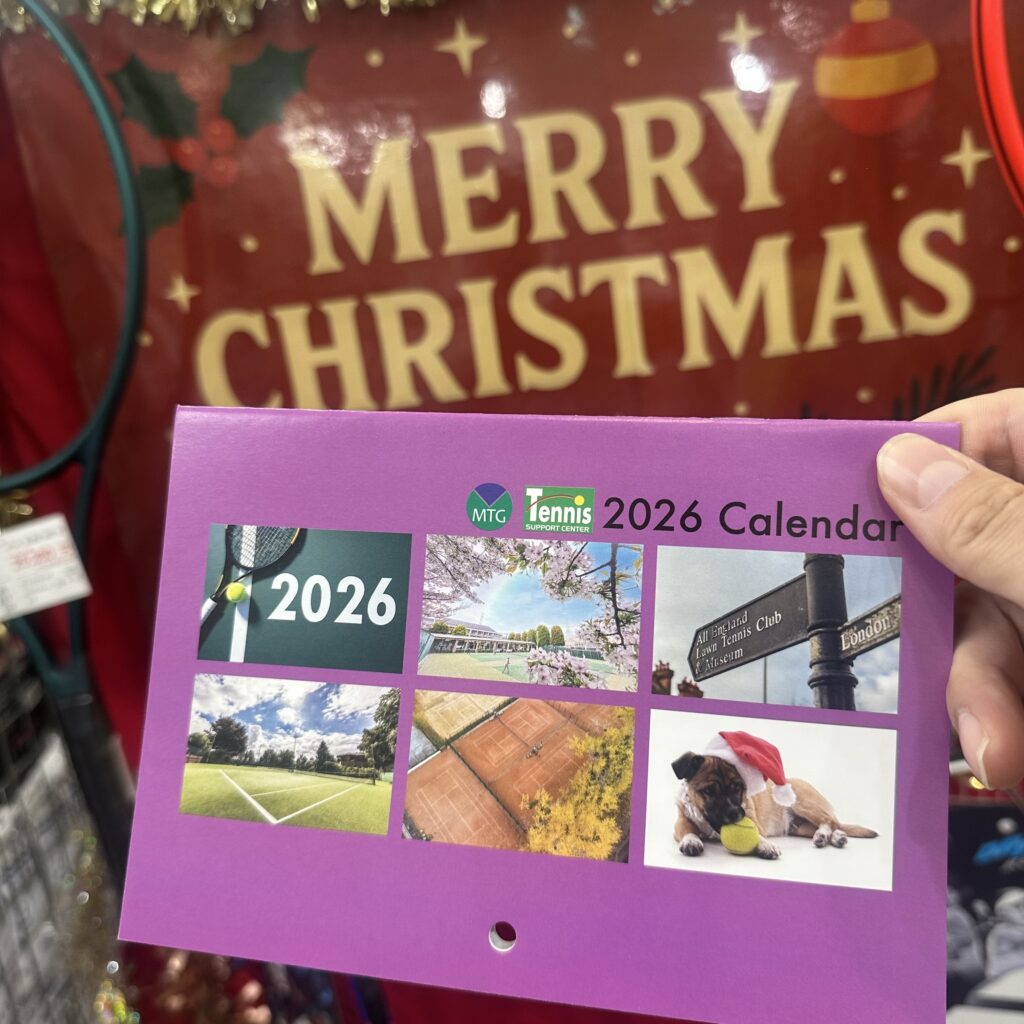 MERRY
CHRISTMAS
MTG
Tennis
SUPPORT CENTER
2026 Calendar
2026
All England
Lawn Tennis Club
& Museum
London